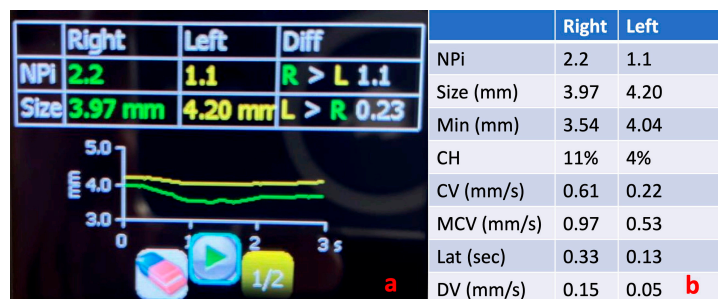 Right Left Diff
NPi 2.2 1.1 R > L 1.1
Size 3.97 mm 4.20 mm L > R 0.23
5.0
mm 4.0
3.0
0 1 2 3 s
1/2
a
Right Left
NPi 2.2 1.1
Size (mm) 3.97 4.20
Min (mm) 3.54 4.04
CH 11% 4%
CV (mm/s) 0.61 0.22
MCV (mm/s) 0.97 0.53
Lat (sec) 0.33 0.13
DV (mm/s) 0.15 0.05
b